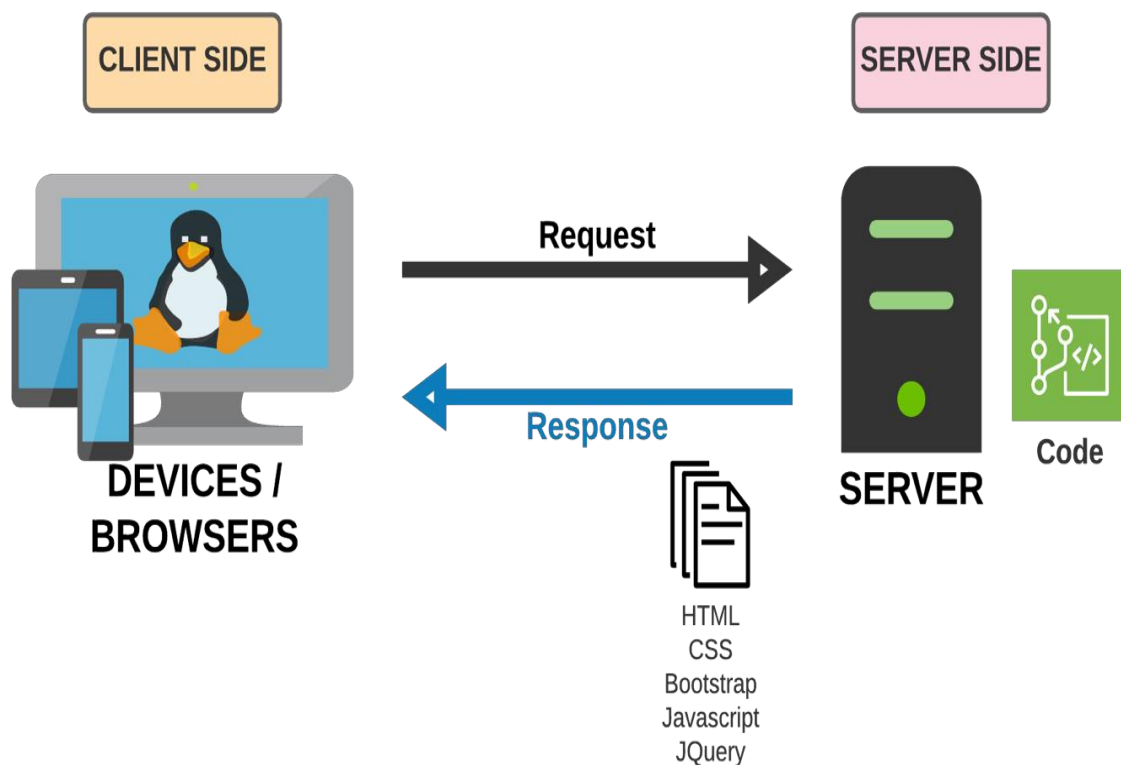 CLIENT SIDE
SERVER SIDE
Request
Response
DEVICES /
BROWSERS
SERVER
</>
Code
HTML
CSS
Bootstrap
Javascript
JQuery